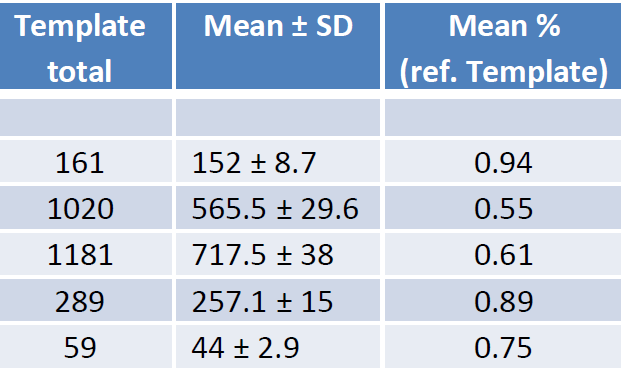 Template total Mean ± SD Mean % (ref. Template)
161 152 ± 8.7 0.94
1020 565.5 ± 29.6 0.55
1181 717.5 ± 38 0.61
289 257.1 ± 15 0.89
59 44 ± 2.9 0.75